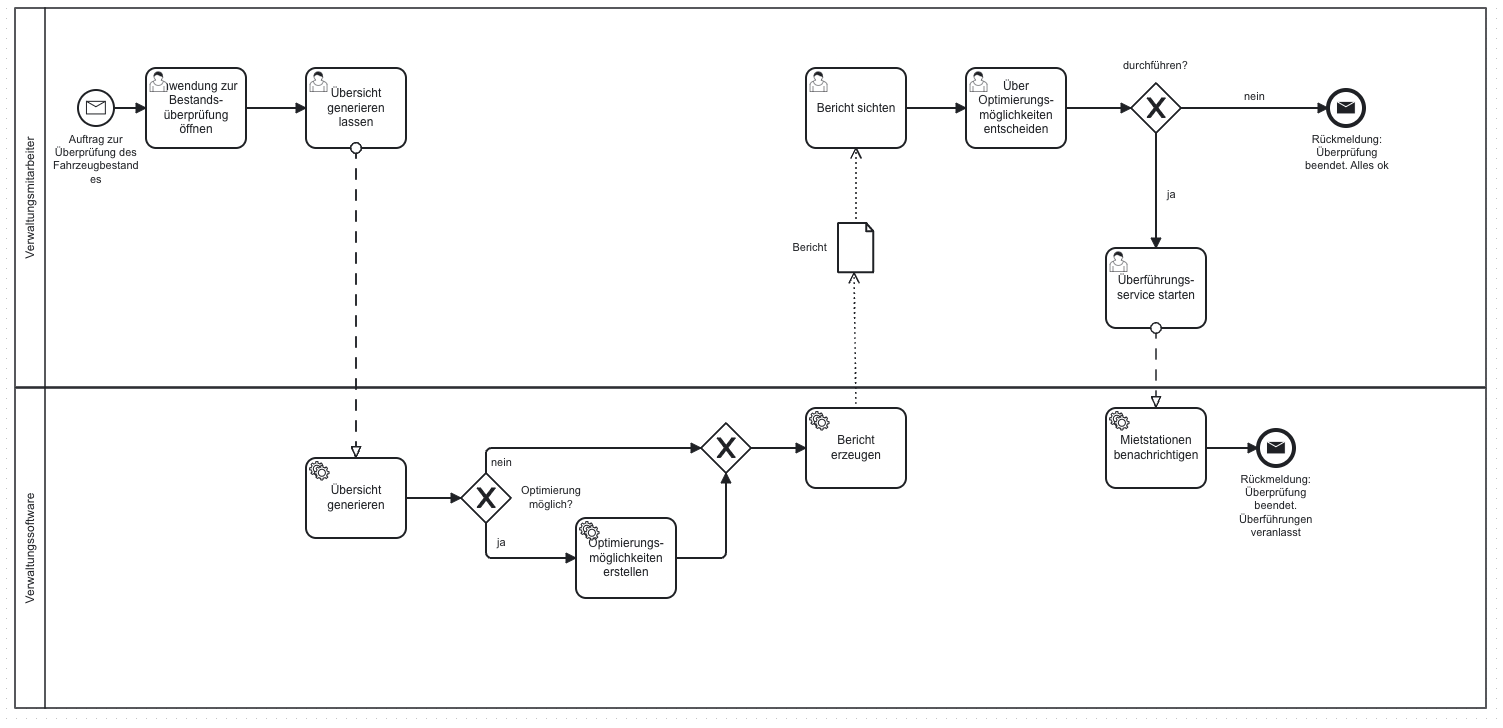 Verwaltungsmitarbeiter
Auftrag zur
Überprüfung des
Fahrzeugbestand
es
wendung zur
Bestands-
überprüfung
öffnen
Übersicht
generieren
lassen
Bericht sichten
Über
Optimierungs-
möglichkeiten
entscheiden
durchführen?
nein
Rückmeldung:
Überprüfung
beendet. Alles ok
ja
Bericht
Überführungs-
service starten
Verwaltungssoftware
Übersicht
generieren
nein
Optimierung
möglich?
ja
Optimierungs-
möglichkeiten
erstellen
Bericht
erzeugen
Mietstationen
benachrichtigen
Rückmeldung:
Überprüfung
beendet.
Überführungen
veranlasst